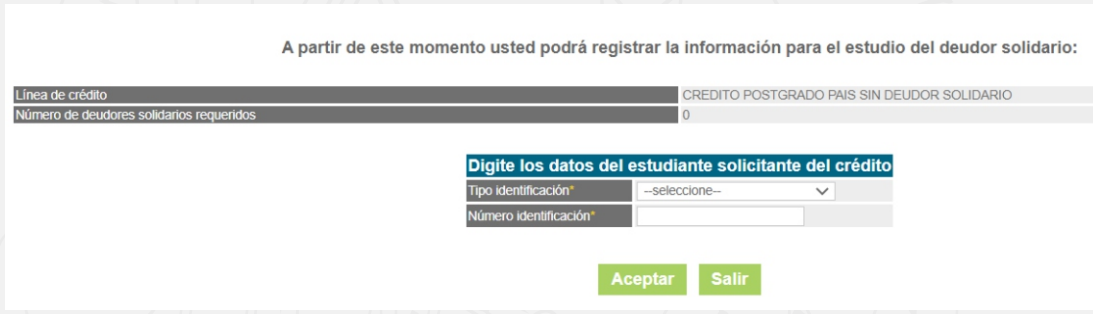 A partir de este momento usted podrá registrar la información para el estudio del deudor solidario:
Línea de crédito CREDITO POSTGRADO PAIS SIN DEUDOR SOLIDARIO
Número de deudores solidarios requeridos 0
Digite los datos del estudiante solicitante del crédito
Tipo identificación* --seleccione--
Número identificación*
Aceptar Salir